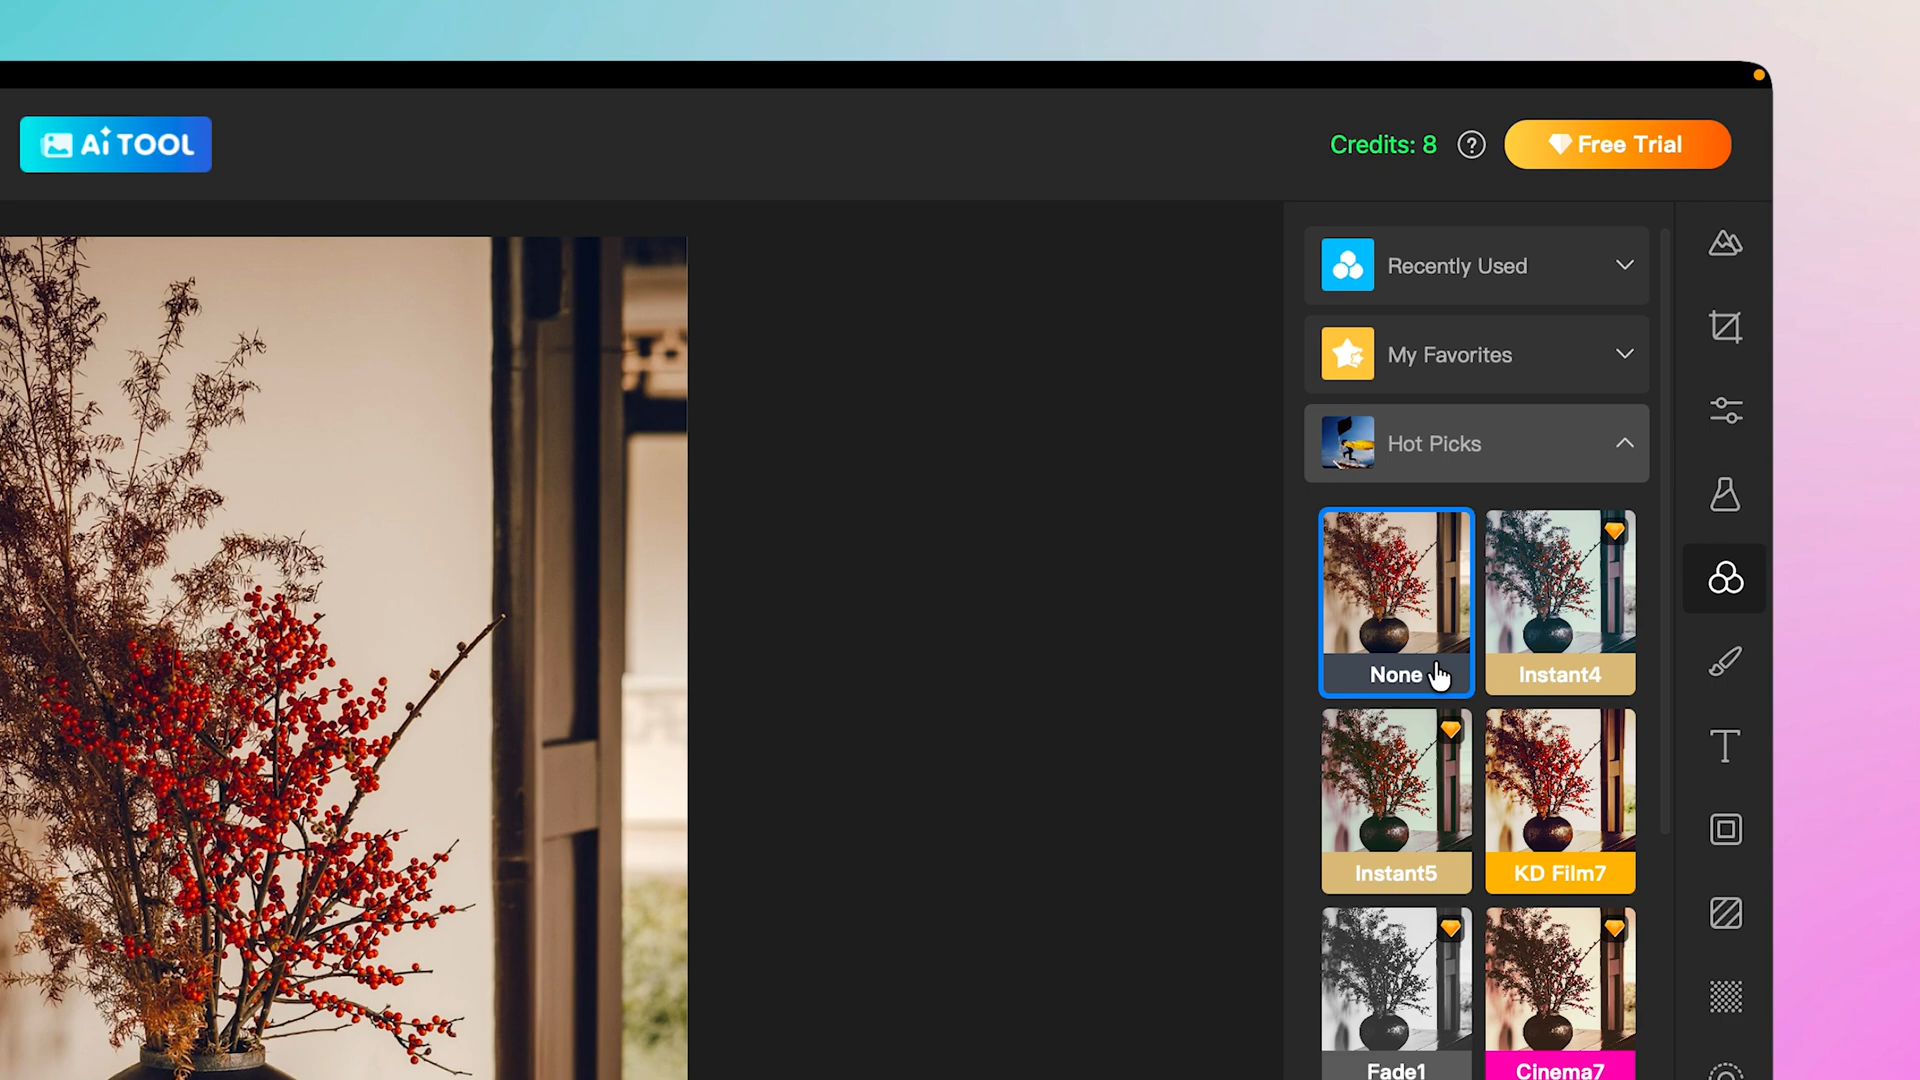 Ai TOOL
Credits: 8
?
Free Trial
Recently Used
My Favorites
Hot Picks
None
Instant4
Instant5
KD Film7
Fade1
Cinema7
T